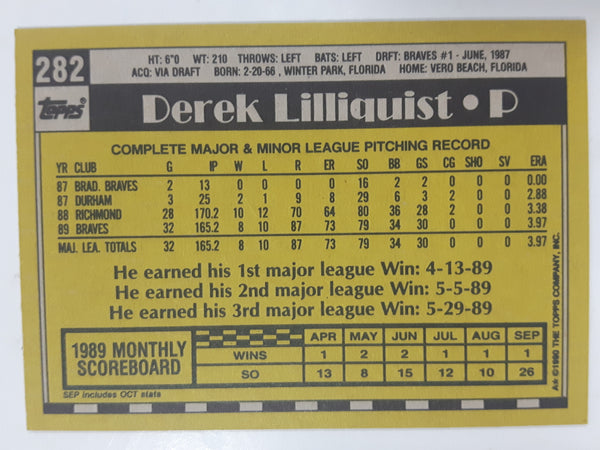 282
HT: 6"0 WT: 210 THROWS: LEFT BATS: LEFT DRFT: BRAVES #1 - JUNE, 1987
ACQ: VIA DRAFT BORN: 2-20-66, WINTER PARK, FLORIDA HOME: VERO BEACH, FLORIDA
Topps®
Derek Lilliquist • P
COMPLETE MAJOR & MINOR LEAGUE PITCHING RECORD
YR CLUB G IP W L R ER SO BB GS CG SHO SV ERA
87 BRAD. BRAVES 2 13 0 0 0 0 16 2 2 0 0 0 0.00
87 DURHAM 3 25 2 1 9 8 29 6 3 2 0 0 2.88
88 RICHMOND 28 170.2 10 12 70 64 80 36 28 2 0 0 3.38
89 BRAVES 32 165.2 8 10 87 73 79 34 30 0 0 0 3.97
MAJ. LEA. TOTALS 32 165.2 8 10 87 73 79 34 30 0 0 0 3.97
He earned his 1st major league Win: 4-13-89
He earned his 2nd major league Win: 5-5-89
He earned his 3rd major league Win: 5-29-89
1989 MONTHLY SCOREBOARD
APR MAY JUN JUL AUG SEP
WINS 1 2 2 1 1 1
SO 13 8 15 12 10 26
SEP includes OCT stats
A※ ©1990 THE TOPPS COMPANY, INC.